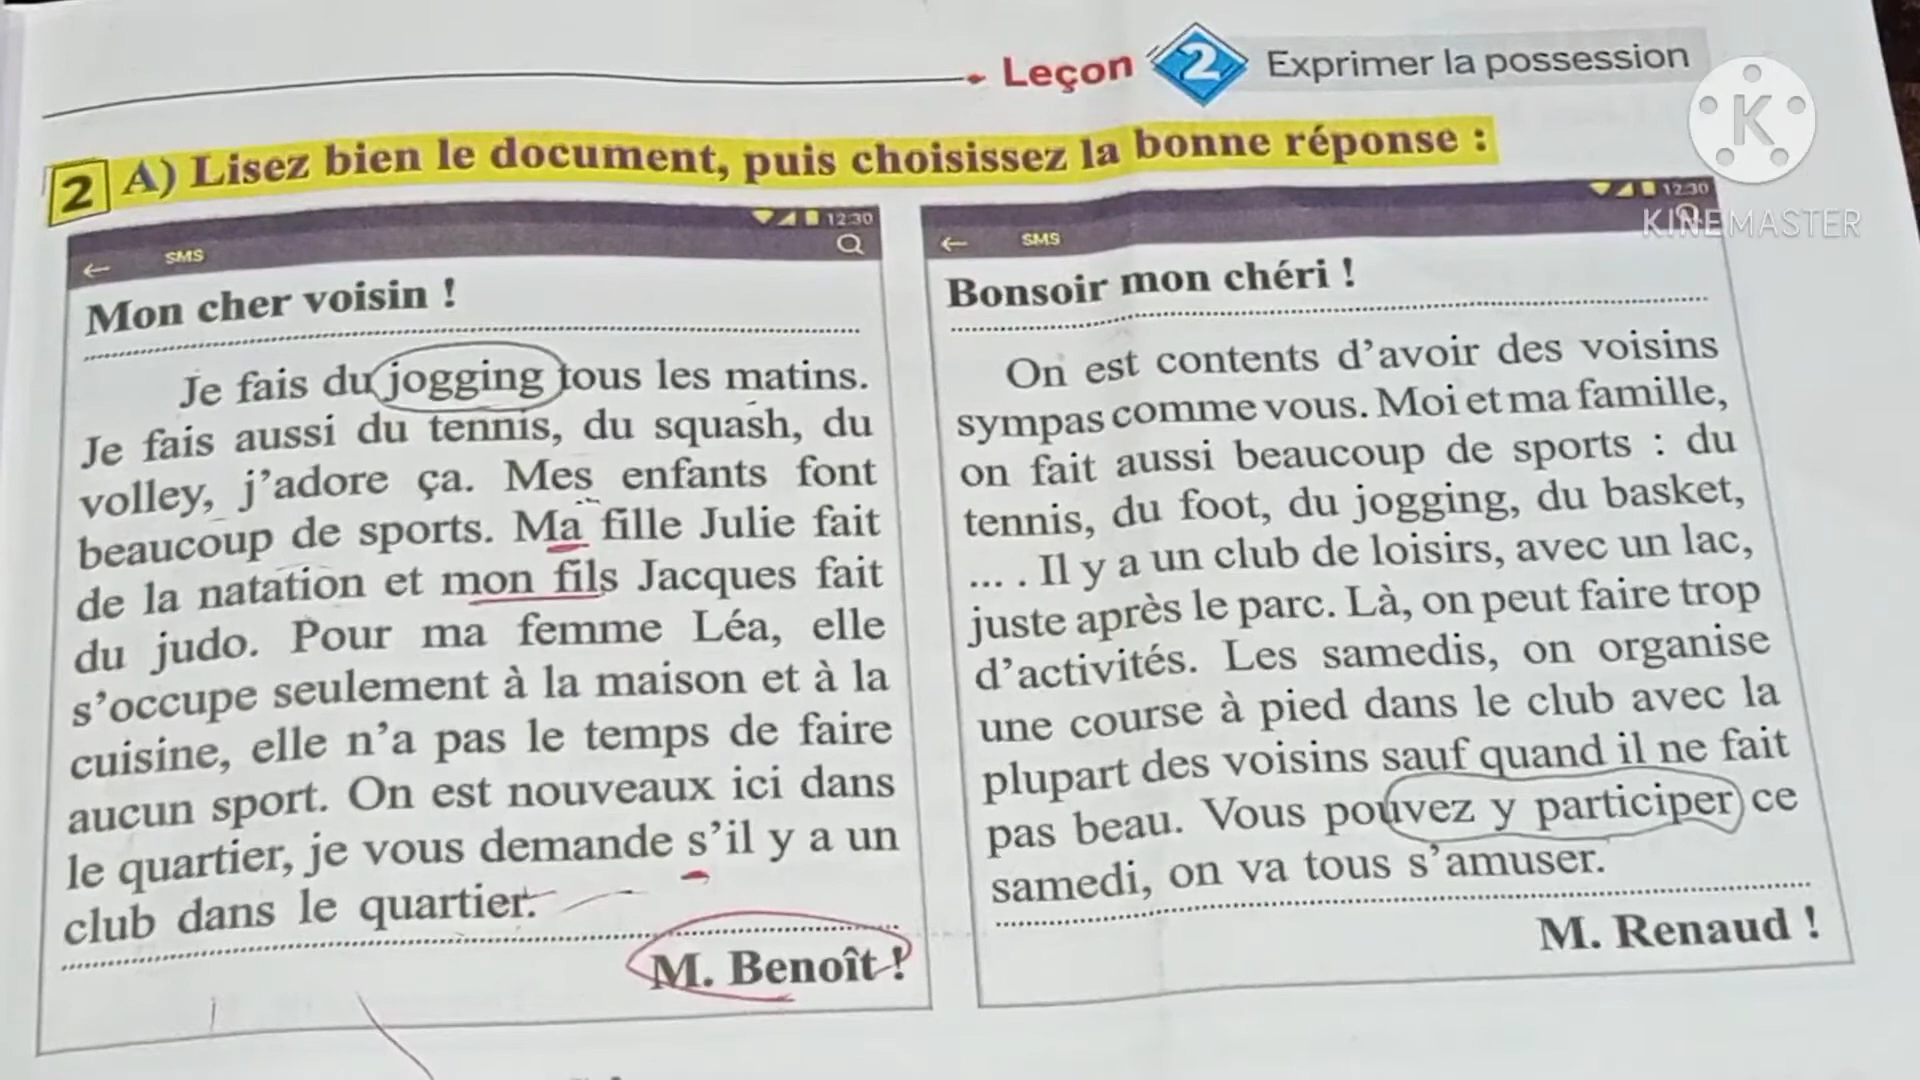 Leçon 2 Exprimer la possession
KINEMASTER
2 A) Lisez bien le document, puis choisissez la bonne réponse :
12:30
SMS
Mon cher voisin !
Je fais du jogging tous les matins.
Je fais aussi du tennis, du squash, du
volley, j'adore ça. Mes enfants font
beaucoup de sports. Ma fille Julie fait
de la natation et mon fils Jacques fait
du judo. Pour ma femme Léa, elle
s'occupe seulement à la maison et à la
cuisine, elle n'a pas le temps de faire
aucun sport. On est nouveaux ici dans
le quartier, je vous demande s'il y a un
club dans le quartier.
M. Benoît !
12:30
SMS
Bonsoir mon chéri !
On est contents d'avoir des voisins
sympas comme vous. Moi et ma famille,
on fait aussi beaucoup de sports : du
tennis, du foot, du jogging, du basket,
... . Il y a un club de loisirs, avec un lac,
juste après le parc. Là, on peut faire trop
d'activités. Les samedis, on organise
une course à pied dans le club avec la
plupart des voisins sauf quand il ne fait
pas beau. Vous pouvez y participer ce
samedi, on va tous s'amuser.
M. Renaud !